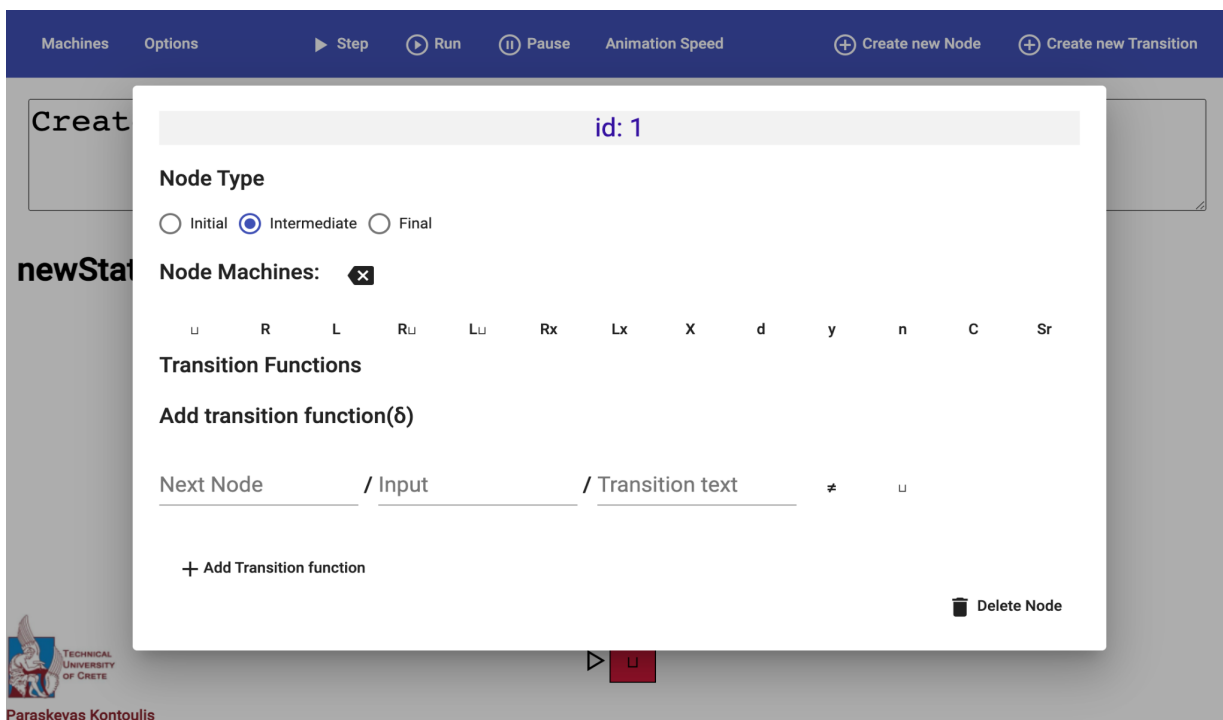 Machines Options Step Run Pause Animation Speed Create new Node Create new Transition
Creat
id: 1
Node Type
Initial Intermediate Final
newStat
Node Machines:
⊔ R L R⊔ L⊔ Rx Lx X d y n C Sr
Transition Functions
Add transition function(δ)
Next Node / Input / Transition text ≠ ⊔
+ Add Transition function
Delete Node
⊔
TECHNICAL
UNIVERSITY
OF CRETE
Paraskevas Kontoulis